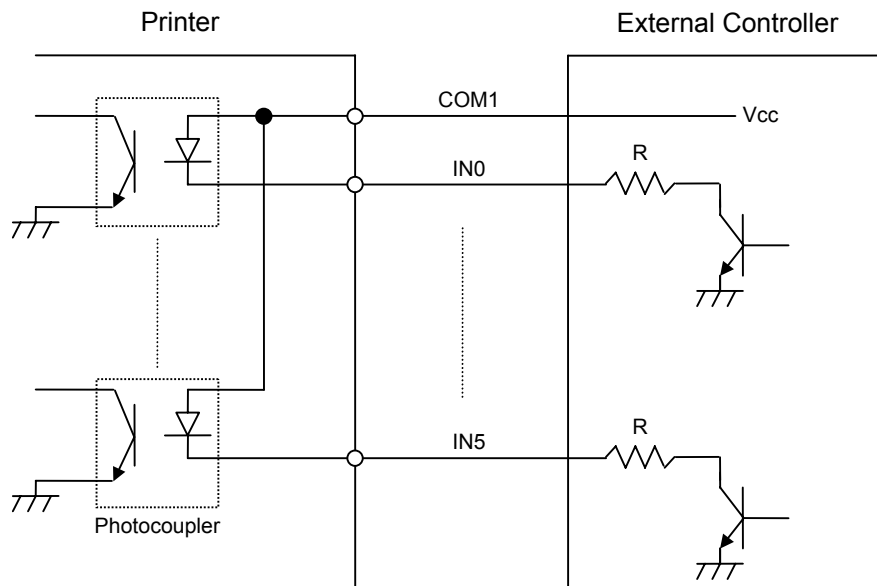 Printer
External Controller
COM1
Vcc
IN0
R
IN5
R
Photocoupler